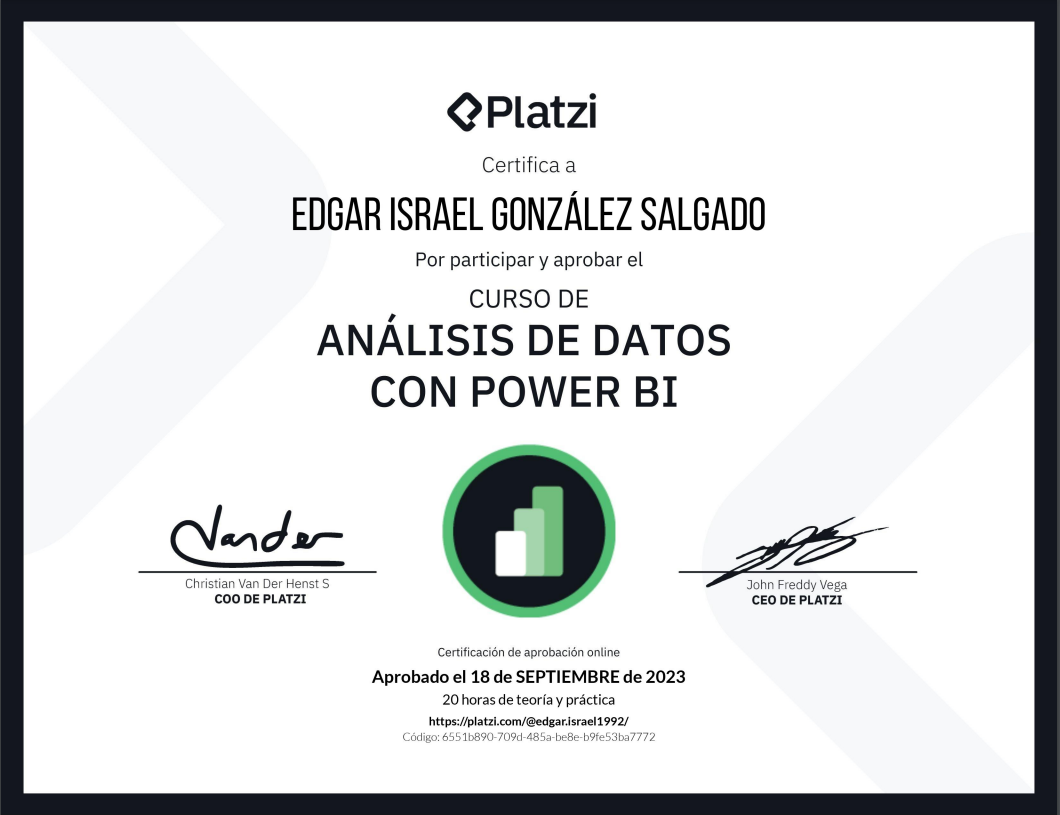 Platzi
Certifica a
EDGAR ISRAEL GONZÁLEZ SALGADO
Por participar y aprobar el
CURSO DE
ANÁLISIS DE DATOS
CON POWER BI
Vander
Christian Van Der Henst S
COO DE PLATZI
John Freddy Vega
CEO DE PLATZI
Certificación de aprobación online
Aprobado el 18 de SEPTIEMBRE de 2023
20 horas de teoría y práctica
https://platzi.com/@edgar.israel1992/
Código: 6551b890-709d-485a-be8e-b9fe53ba7772